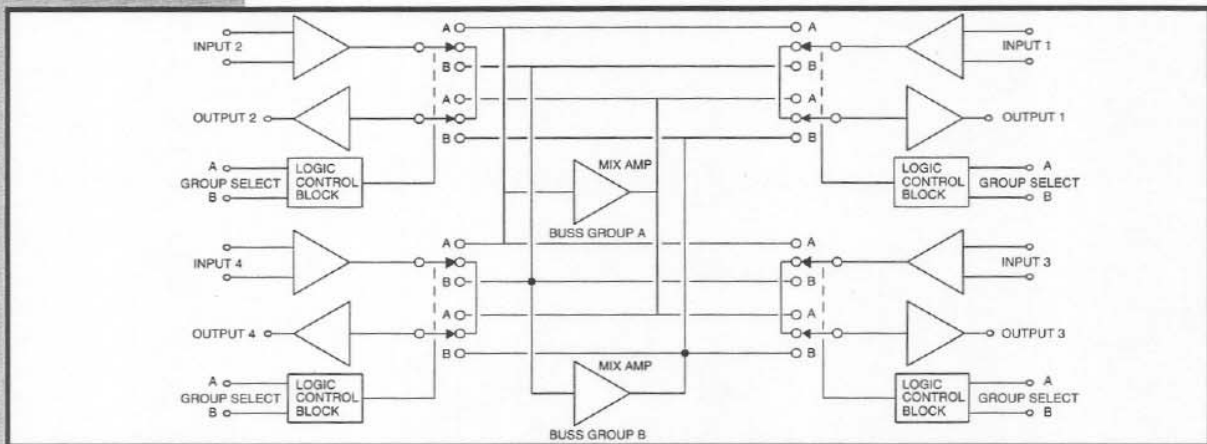 A
A
INPUT 2
INPUT 1
B
B
A
A
OUTPUT 2
OUTPUT 1
B
B
A
GROUP SELECT
B
LOGIC
CONTROL
BLOCK
MIX AMP
BUSS GROUP A
LOGIC
CONTROL
BLOCK
A
GROUP SELECT
B
A
A
INPUT 4
INPUT 3
B
B
A
A
OUTPUT 4
OUTPUT 3
B
B
A
GROUP SELECT
B
LOGIC
CONTROL
BLOCK
MIX AMP
BUSS GROUP B
LOGIC
CONTROL
BLOCK
A
GROUP SELECT
B